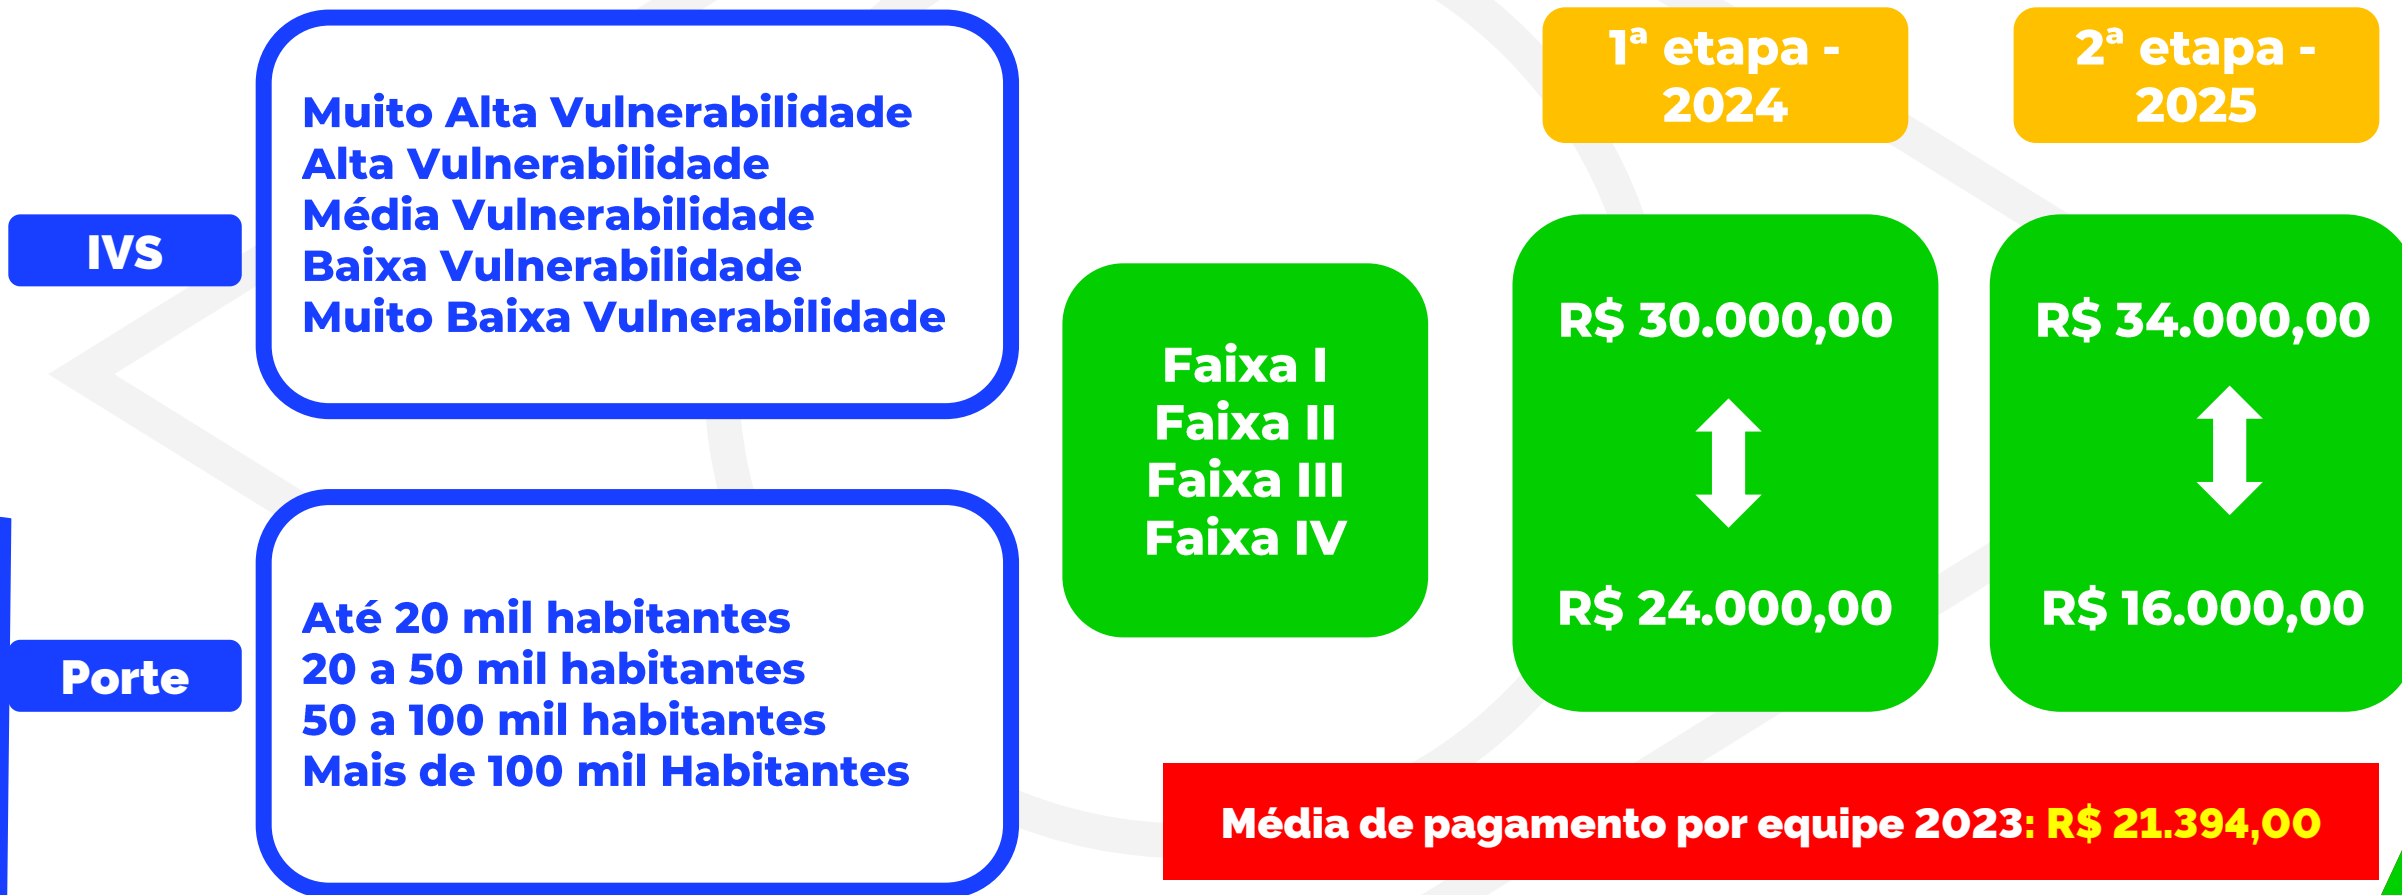 IVS
Muito Alta Vulnerabilidade
Alta Vulnerabilidade
Média Vulnerabilidade
Baixa Vulnerabilidade
Muito Baixa Vulnerabilidade
Porte
Até 20 mil habitantes
20 a 50 mil habitantes
50 a 100 mil habitantes
Mais de 100 mil Habitantes
Faixa I
Faixa II
Faixa III
Faixa IV
1ª etapa -
2024
R$ 30.000,00
R$ 24.000,00
2ª etapa -
2025
R$ 34.000,00
R$ 16.000,00
Média de pagamento por equipe 2023: R$ 21.394,00